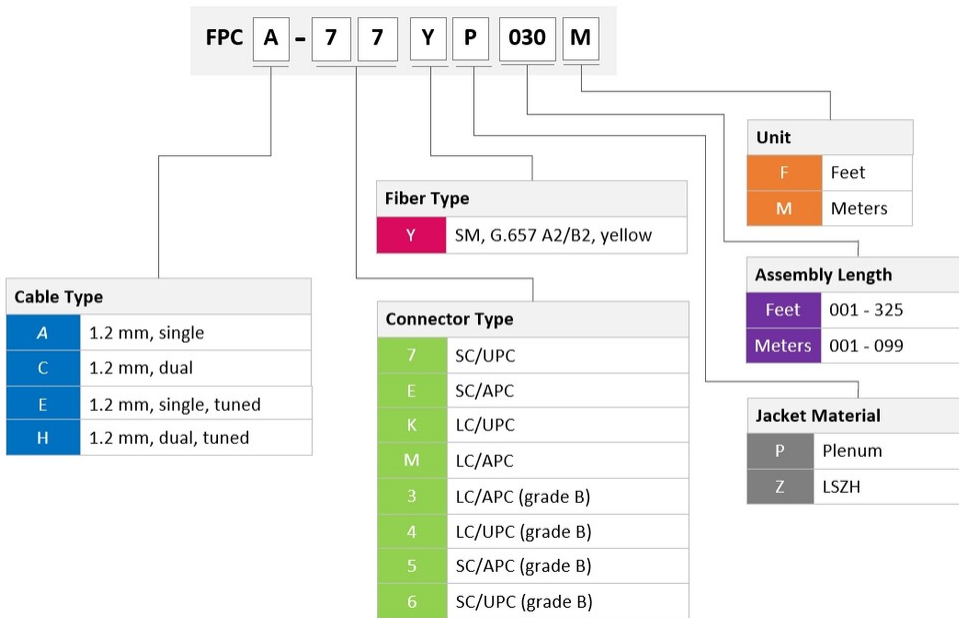 FPC A - 7 7 Y P 030 M
Unit
F Feet
M Meters
Fiber Type
Y SM, G.657 A2/B2, yellow
Assembly Length
Feet 001 - 325
Meters 001 - 099
Cable Type
A 1.2 mm, single
C 1.2 mm, dual
E 1.2 mm, single, tuned
H 1.2 mm, dual, tuned
Connector Type
7 SC/UPC
E SC/APC
K LC/UPC
M LC/APC
3 LC/APC (grade B)
4 LC/UPC (grade B)
5 SC/APC (grade B)
6 SC/UPC (grade B)
Jacket Material
P Plenum
Z LSZH